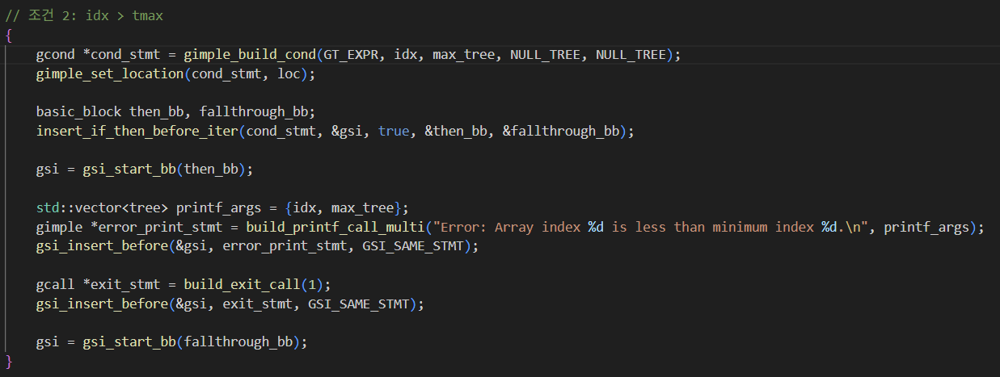 // 조건 2: idx > tmax
{
    gcond *cond_stmt = gimple_build_cond(GT_EXPR, idx, max_tree, NULL_TREE, NULL_TREE);
    gimple_set_location(cond_stmt, loc);

    basic_block then_bb, fallthrough_bb;
    insert_if_then_before_iter(cond_stmt, &gsi, true, &then_bb, &fallthrough_bb);

    gsi = gsi_start_bb(then_bb);

    std::vector<tree> printf_args = {idx, max_tree};
    gimple *error_print_stmt = build_printf_call_multi("Error: Array index %d is less than minimum index %d.\n", printf_args);
    gsi_insert_before(&gsi, error_print_stmt, GSI_SAME_STMT);

    gcall *exit_stmt = build_exit_call(1);
    gsi_insert_before(&gsi, exit_stmt, GSI_SAME_STMT);

    gsi = gsi_start_bb(fallthrough_bb);
}